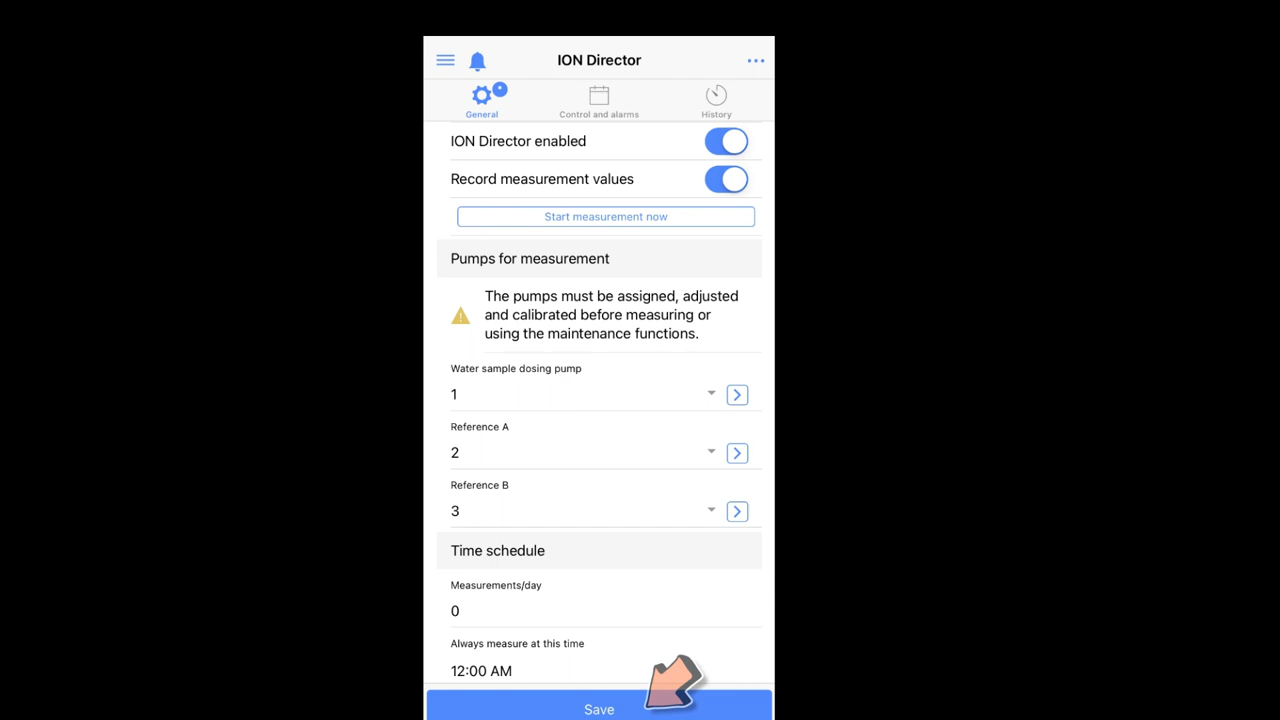 ION Director
General
Control and alarms
History
ION Director enabled
Record measurement values
Start measurement now
Pumps for measurement
The pumps must be assigned, adjusted
and calibrated before measuring or
using the maintenance functions.
Water sample dosing pump
1
Reference A
2
Reference B
3
Time schedule
Measurements/day
0
Always measure at this time
12:00 AM
Save